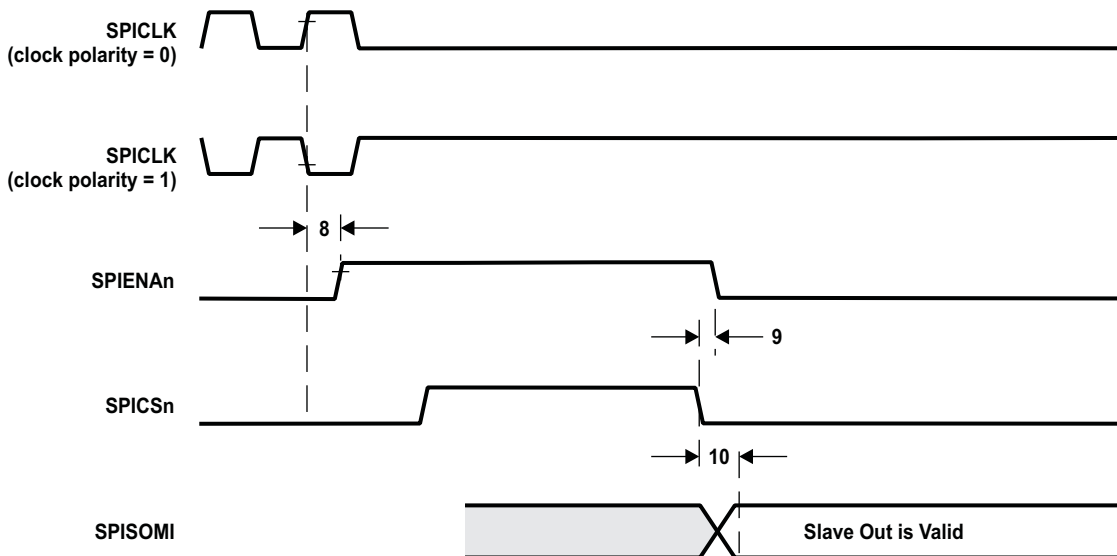 SPICLK
(clock polarity = 0)
SPICLK
(clock polarity = 1)
8
SPIENAn
9
SPICSn
10
SPISOMI
Slave Out is Valid